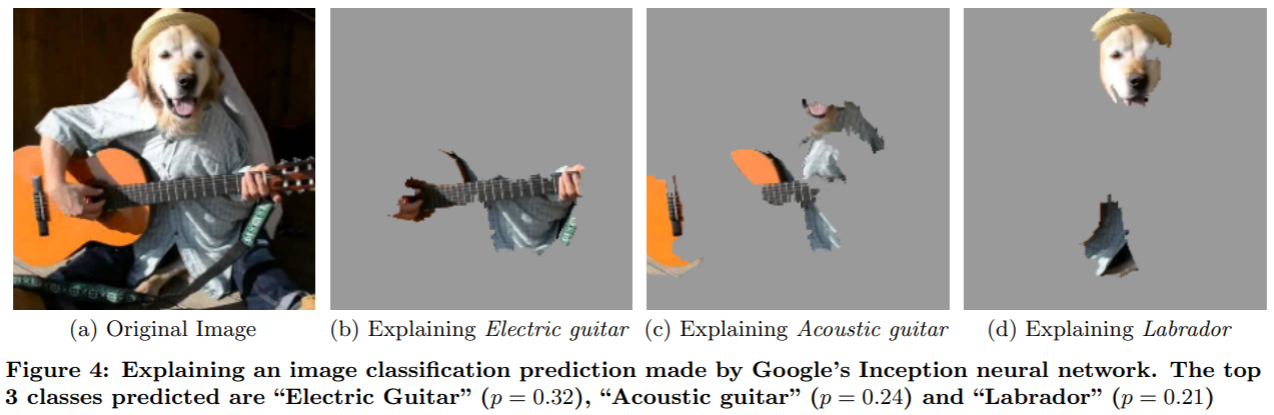 (a) Original Image
(b) Explaining Electric guitar
(c) Explaining Acoustic guitar
(d) Explaining Labrador
Figure 4: Explaining an image classification prediction made by Google's Inception neural network. The top
3 classes predicted are “Electric Guitar” (p = 0.32), “Acoustic guitar” (p = 0.24) and “Labrador” (p = 0.21)